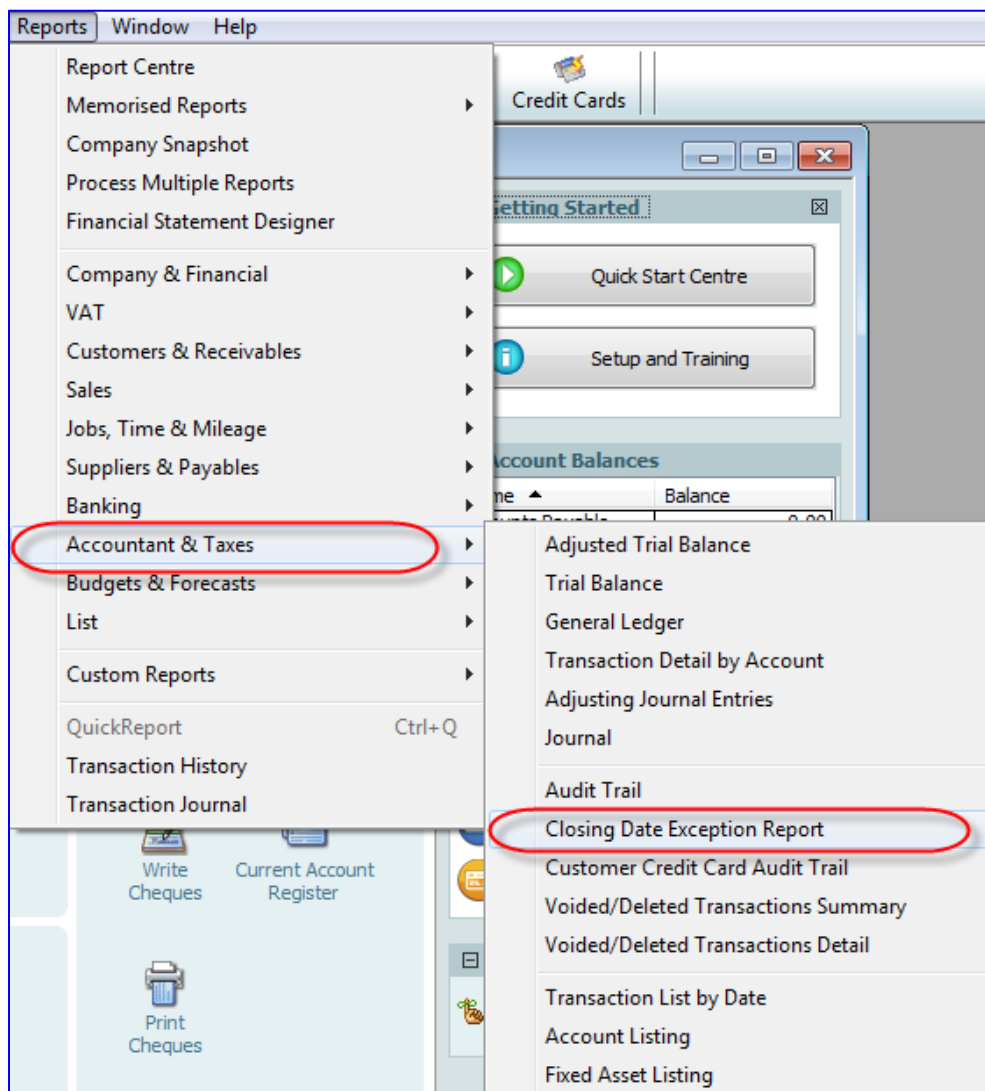 Reports Window Help
Report Centre
Memorised Reports
Company Snapshot
Process Multiple Reports
Financial Statement Designer
Company & Financial
VAT
Customers & Receivables
Sales
Jobs, Time & Mileage
Suppliers & Payables
Banking
Accountant & Taxes
Budgets & Forecasts
List
Custom Reports
QuickReport Ctrl+Q
Transaction History
Transaction Journal
Credit Cards
Getting Started
Quick Start Centre
Setup and Training
Account Balances
me Balance
Adjusted Trial Balance
Trial Balance
General Ledger
Transaction Detail by Account
Adjusting Journal Entries
Journal
Audit Trail
Closing Date Exception Report
Customer Credit Card Audit Trail
Voided/Deleted Transactions Summary
Voided/Deleted Transactions Detail
Transaction List by Date
Account Listing
Fixed Asset Listing
Write
Cheques
Current Account
Register
Print
Cheques